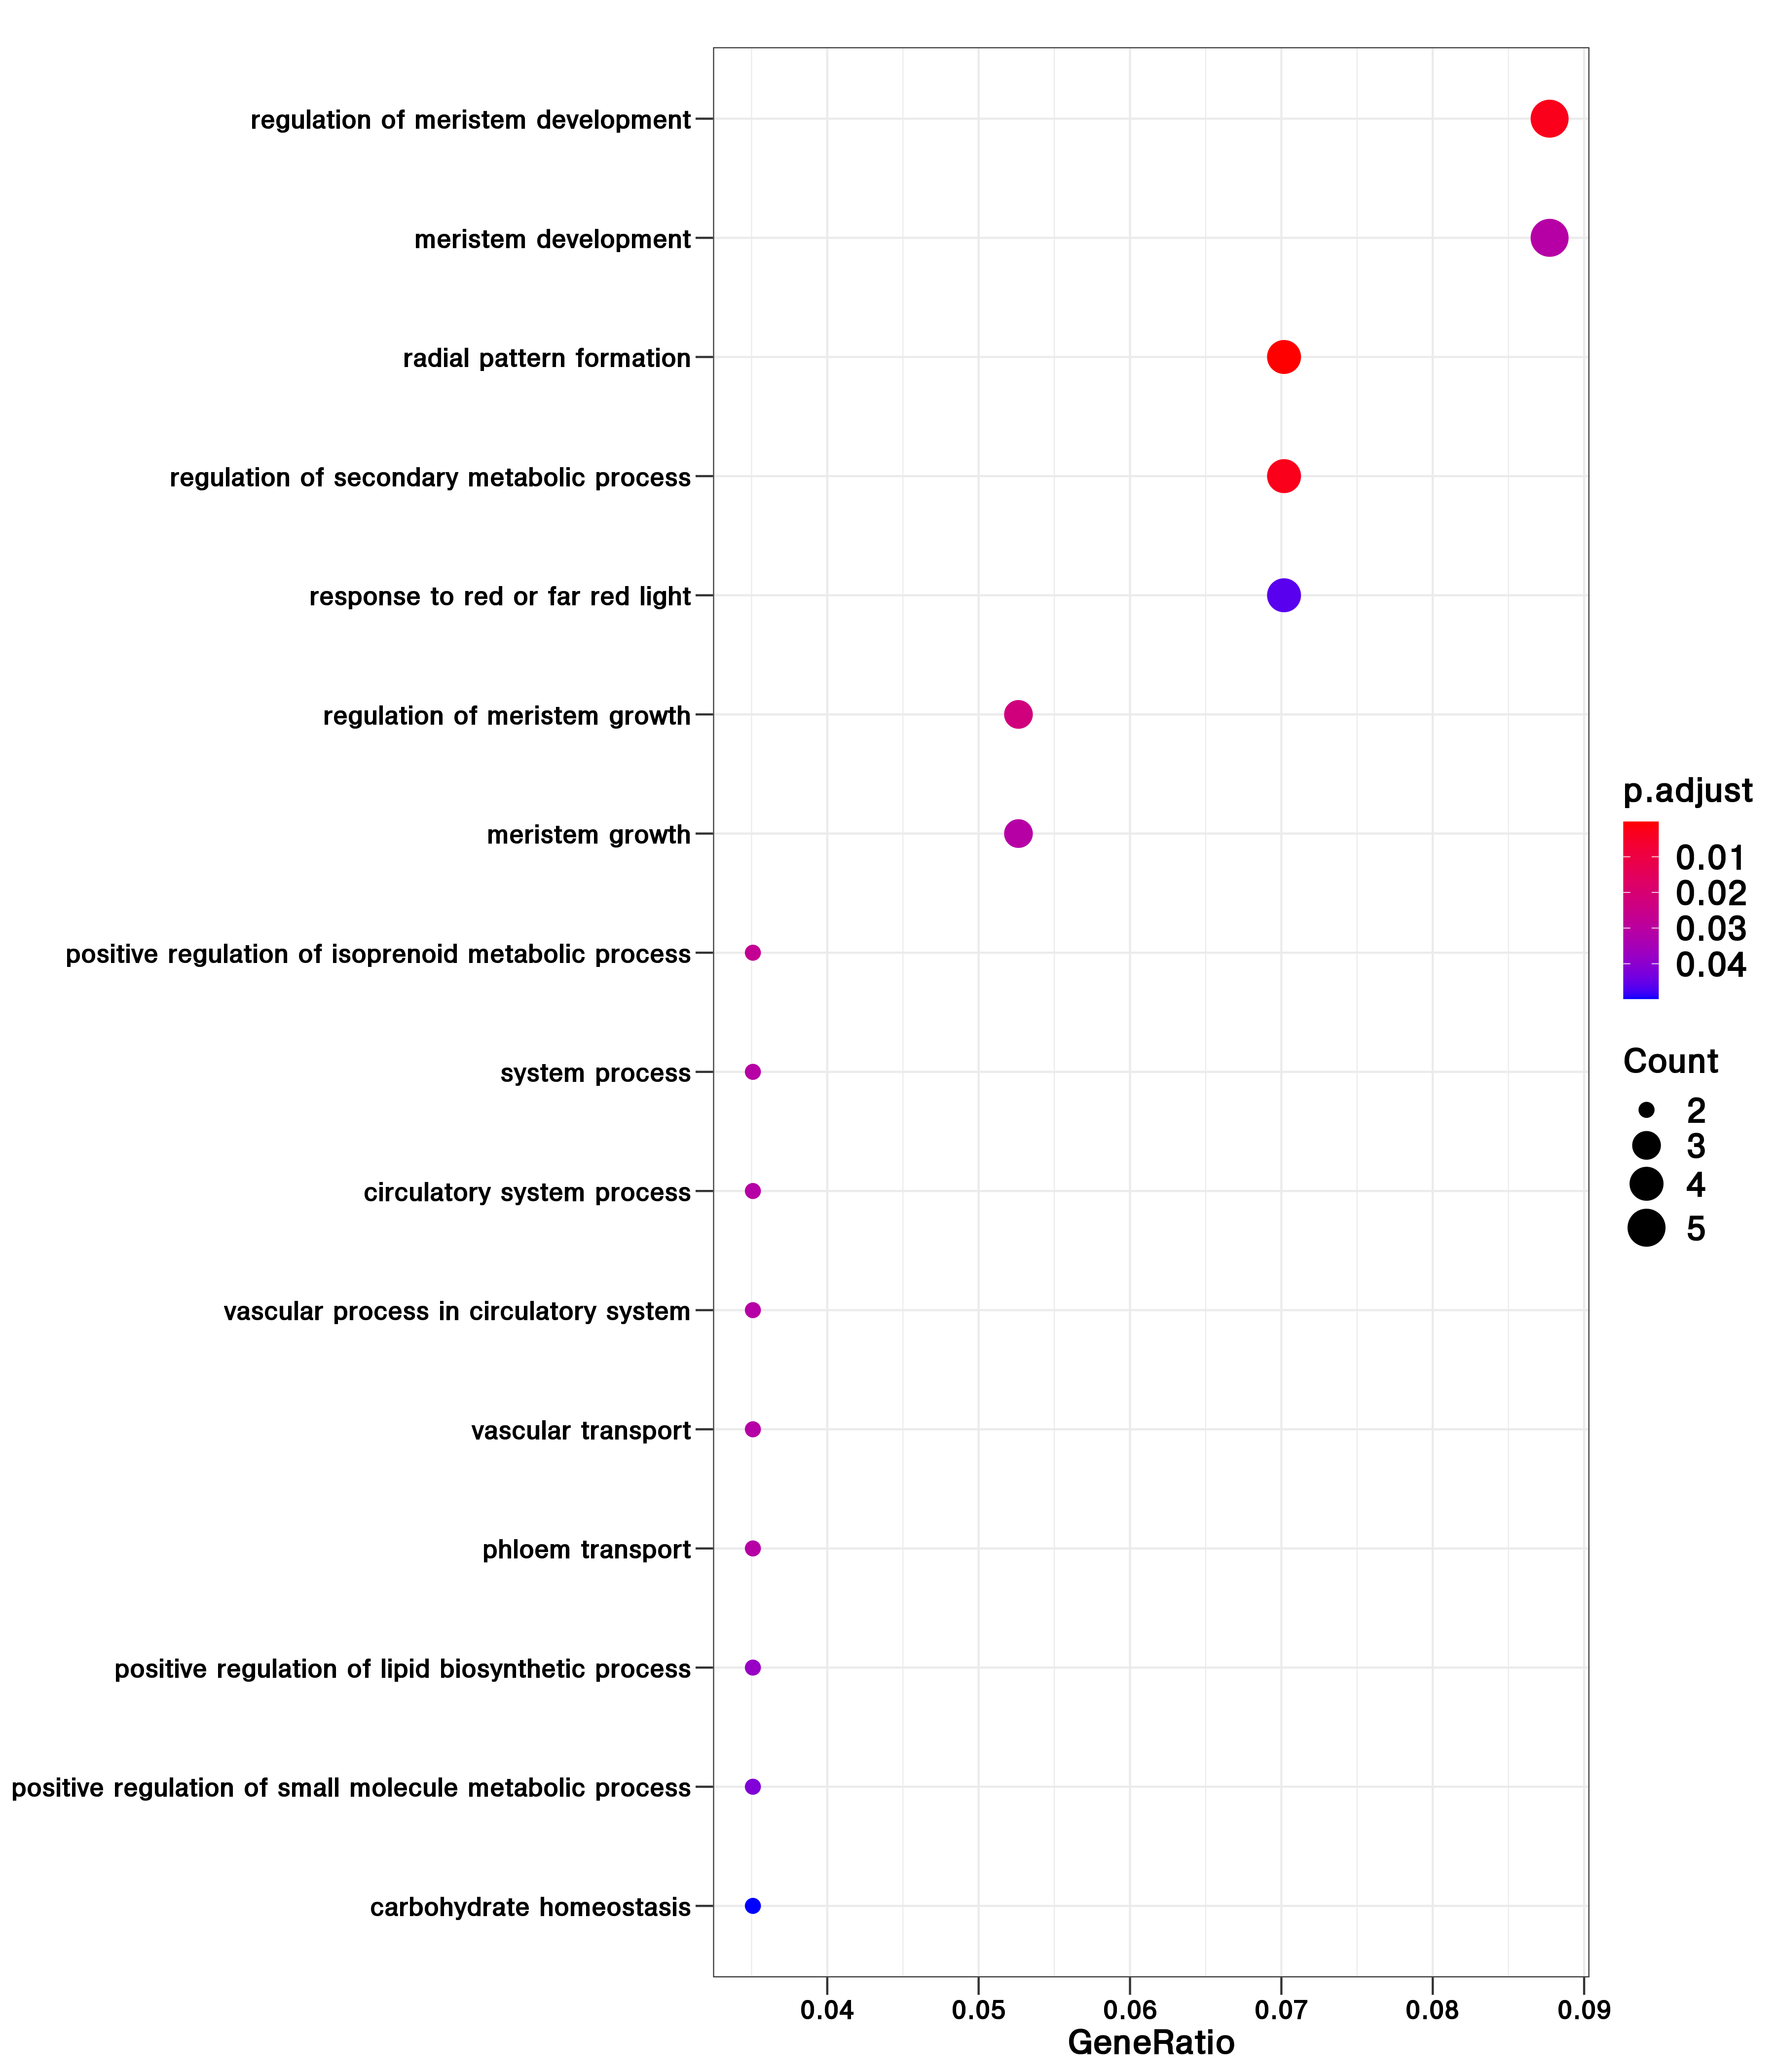 regulation of meristem development
meristem development
radial pattern formation
regulation of secondary metabolic process
response to red or far red light
regulation of meristem growth
meristem growth
positive regulation of isoprenoid metabolic process
system process
circulatory system process
vascular process in circulatory system
vascular transport
phloem transport
positive regulation of lipid biosynthetic process
positive regulation of small molecule metabolic process
carbohydrate homeostasis
0.04 0.05 0.06 0.07 0.08 0.09
GeneRatio
p.adjust
0.01
0.02
0.03
0.04
Count
2
3
4
5